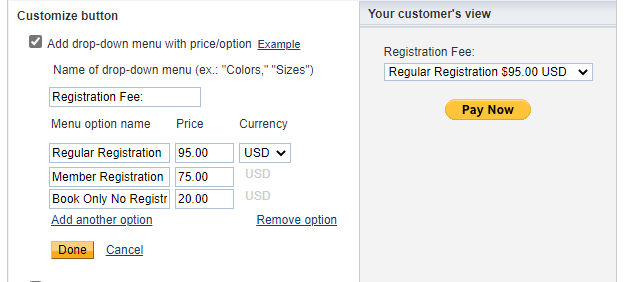 Customize button
Add drop-down menu with price/option Example
Name of drop-down menu (ex.: "Colors," "Sizes")
Registration Fee:
Menu option name Price Currency
Regular Registration 95.00 USD
Member Registration 75.00 USD
Book Only No Registr 20.00 USD
Add another option Remove option
Done Cancel
Your customer's view
Registration Fee:
Regular Registration $95.00 USD
Pay Now